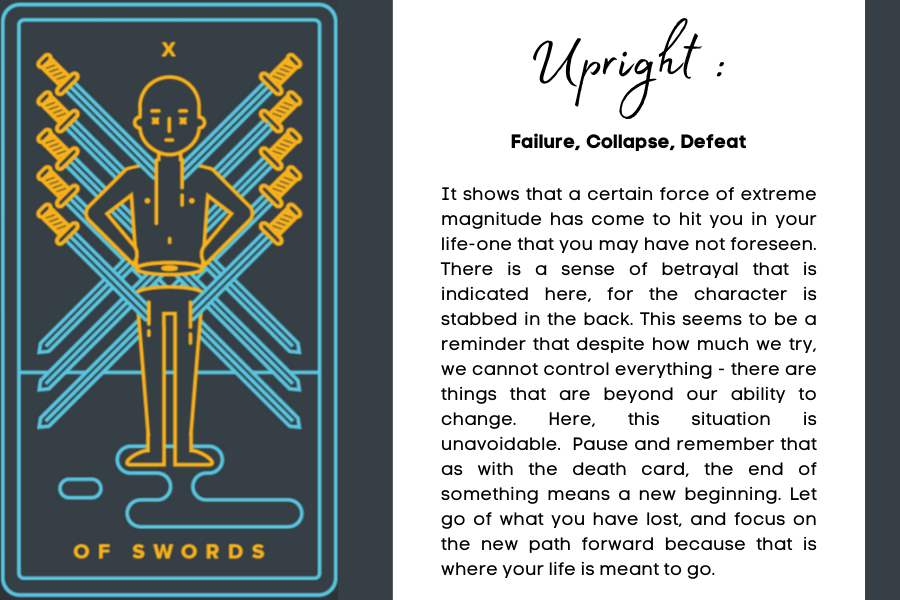 X
OF SWORDS
Upright :
Failure, Collapse, Defeat
It shows that a certain force of extreme
magnitude has come to hit you in your
life-one that you may have not foreseen.
There is a sense of betrayal that is
indicated here, for the character is
stabbed in the back. This seems to be a
reminder that despite how much we try,
we cannot control everything - there are
things that are beyond our ability to
change. Here, this situation is
unavoidable. Pause and remember that
as with the death card, the end of
something means a new beginning. Let
go of what you have lost, and focus on
the new path forward because that is
where your life is meant to go.